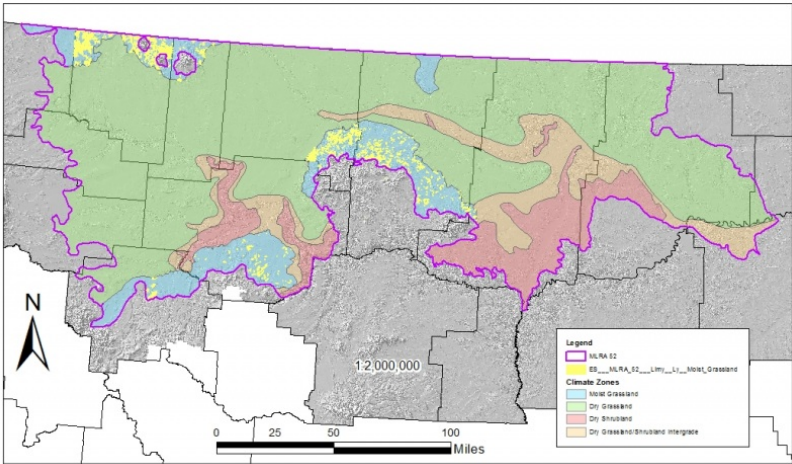 N
1:2,000,000
0 25 50 100
Miles
Legend
MLRA 52
ES___MLRA_52___Limy__Ly__Moist_Grassland
Climate Zones
Moist Grassland
Dry Grassland
Dry Shrubland
Dry Grassland/Shrubland Intergrade